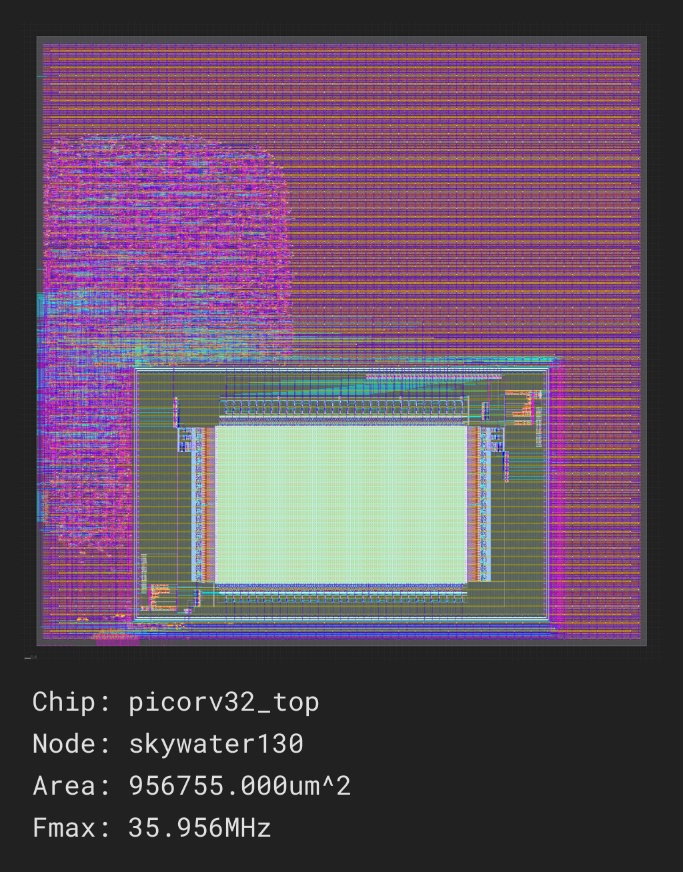 Chip: picorv32_top
Node: skywater130
Area: 956755.000um^2
Fmax: 35.956MHz